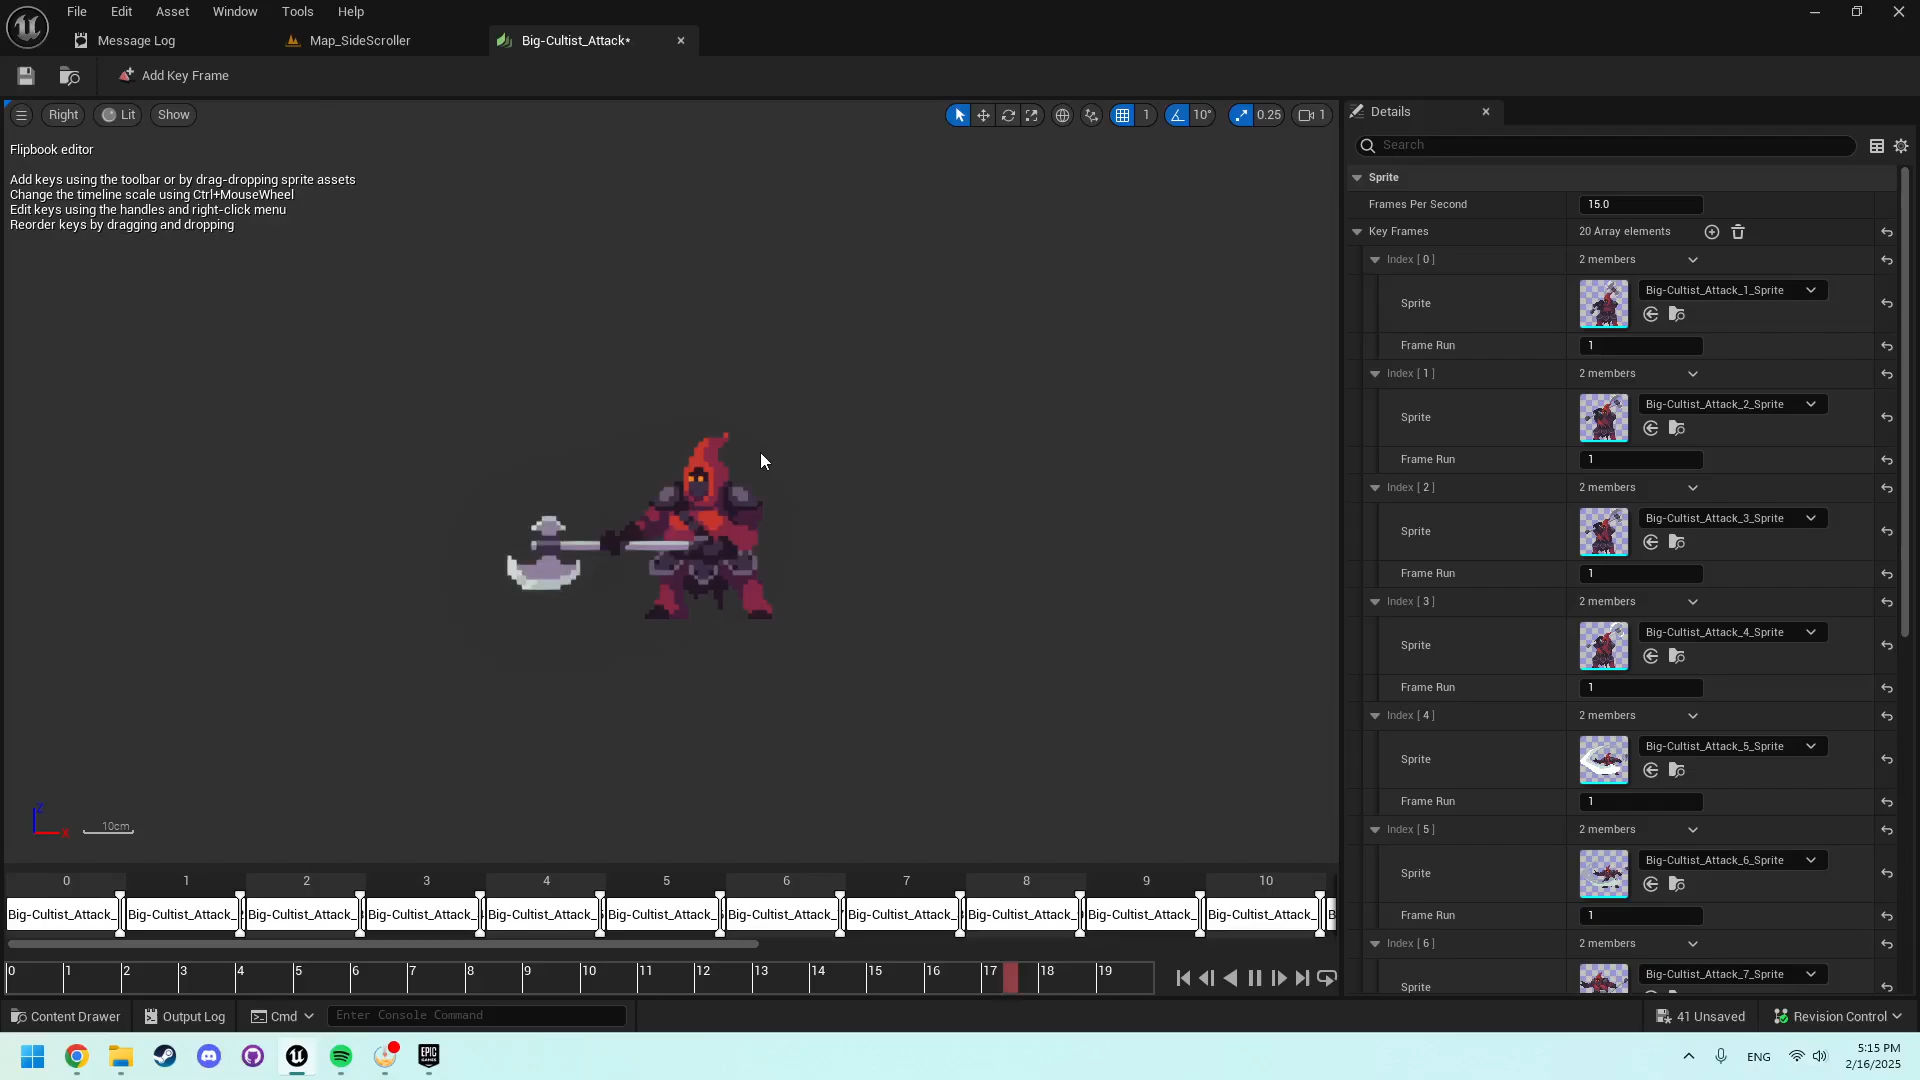 File Edit Asset Window Tools Help
Message Log
Map_SideScroller
Big-Cultist_Attack*
Add Key Frame
Right
Lit
Show
1
10°
0.25
1
Flipbook editor
Add keys using the toolbar or by drag-dropping sprite assets
Change the timeline scale using Ctrl+MouseWheel
Edit keys using the handles and right-click menu
Reorder keys by dragging and dropping
Z
X
10cm
Details
Search
Sprite
Frames Per Second 15.0
Key Frames 20 Array elements
Index [ 0 ] 2 members
Sprite Big-Cultist_Attack_1_Sprite
Frame Run 1
Index [ 1 ] 2 members
Sprite Big-Cultist_Attack_2_Sprite
Frame Run 1
Index [ 2 ] 2 members
Sprite Big-Cultist_Attack_3_Sprite
Frame Run 1
Index [ 3 ] 2 members
Sprite Big-Cultist_Attack_4_Sprite
Frame Run 1
Index [ 4 ] 2 members
Sprite Big-Cultist_Attack_5_Sprite
Frame Run 1
Index [ 5 ] 2 members
Sprite Big-Cultist_Attack_6_Sprite
Frame Run 1
Index [ 6 ] 2 members
Sprite Big-Cultist_Attack_7_Sprite
0 1 2 3 4 5 6 7 8 9 10
Big-Cultist_Attack_ Big-Cultist_Attack_ Big-Cultist_Attack_ Big-Cultist_Attack_ Big-Cultist_Attack_ Big-Cultist_Attack_ Big-Cultist_Attack_ Big-Cultist_Attack_ Big-Cultist_Attack_ Big-Cultist_Attack_ Big-Cultist_Attack_ B
0 1 2 3 4 5 6 7 8 9 10 11 12 13 14 15 16 17 18 19
Content Drawer
Output Log
Cmd
Enter Console Command
41 Unsaved
Revision Control
EPIC GAMES
ENG
5:15 PM
2/16/2025